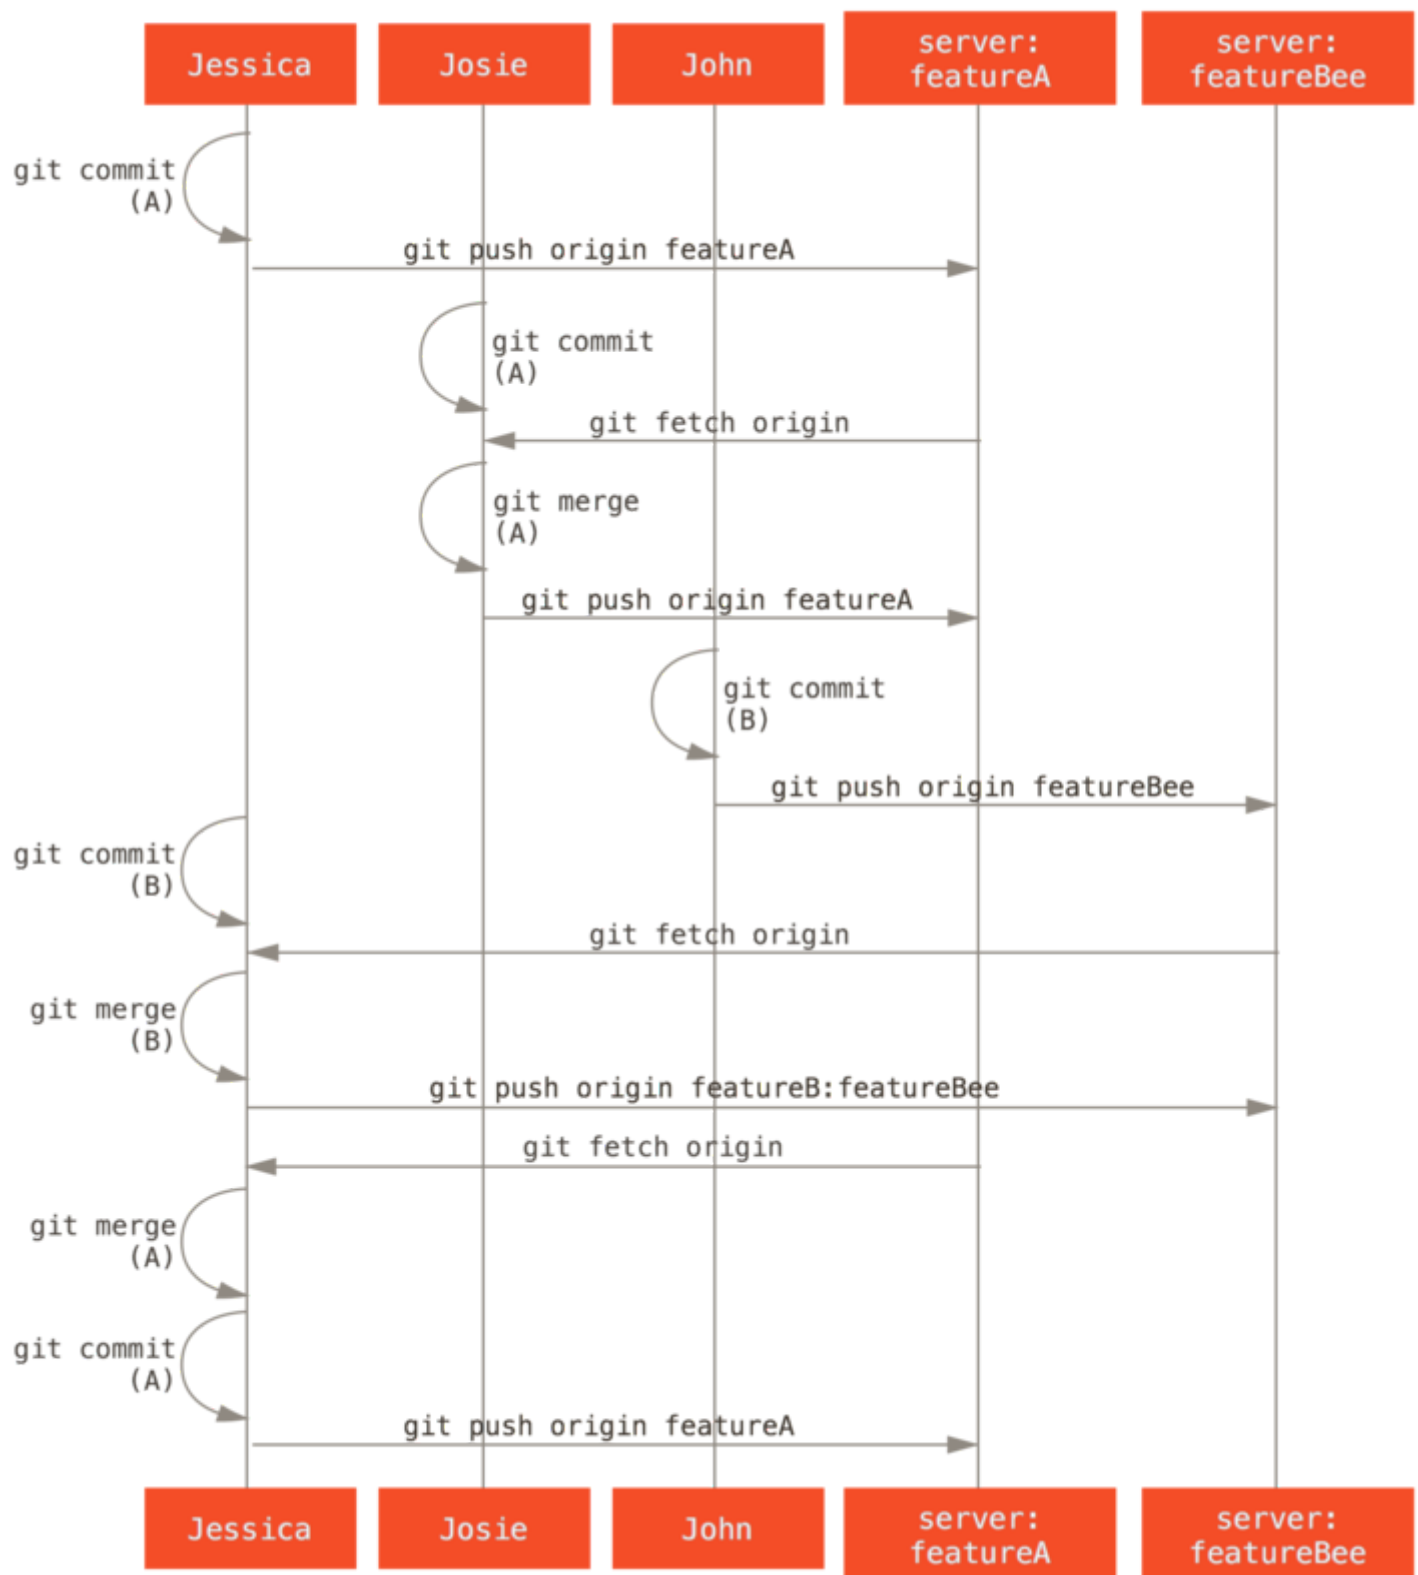 Jessica
Josie
John
server:
featureA
server:
featureBee
git commit
(A)
git push origin featureA
git commit
(A)
git fetch origin
git merge
(A)
git push origin featureA
git commit
(B)
git push origin featureBee
git commit
(B)
git fetch origin
git merge
(B)
git push origin featureB:featureBee
git fetch origin
git merge
(A)
git commit
(A)
git push origin featureA
Jessica
Josie
John
server:
featureA
server:
featureBee